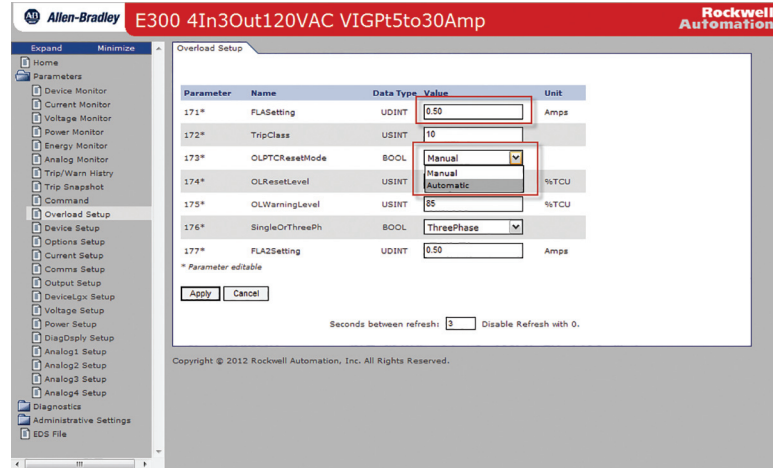 AB Allen-Bradley
E300 4In3Out120VAC VIGPt5to30Amp
Rockwell
Automation
Expand Minimize
Home
Parameters
Device Monitor
Current Monitor
Voltage Monitor
Power Monitor
Energy Monitor
Analog Monitor
Trip/Warn Histry
Trip Snapshot
Command
Overload Setup
Device Setup
Options Setup
Current Setup
Comms Setup
Output Setup
DeviceLgx Setup
Voltage Setup
Power Setup
DiagDsply Setup
Analog1 Setup
Analog2 Setup
Analog3 Setup
Analog4 Setup
Diagnostics
Administrative Settings
EDS File
Overload Setup
Parameter Name Data Type Value Unit
171* FLASetting UDINT 0.50 Amps
172* TripClass USINT 10
173* OLPTCResetMode BOOL Manual
Manual
Automatic
174* OLResetLevel USINT %TCU
175* OLWarningLevel USINT 85 %TCU
176* SingleOrThreePh BOOL ThreePhase
177* FLA2Setting UDINT 0.50 Amps
* Parameter editable
Apply Cancel
Seconds between refresh: 3 Disable Refresh with 0.
Copyright © 2012 Rockwell Automation, Inc. All Rights Reserved.